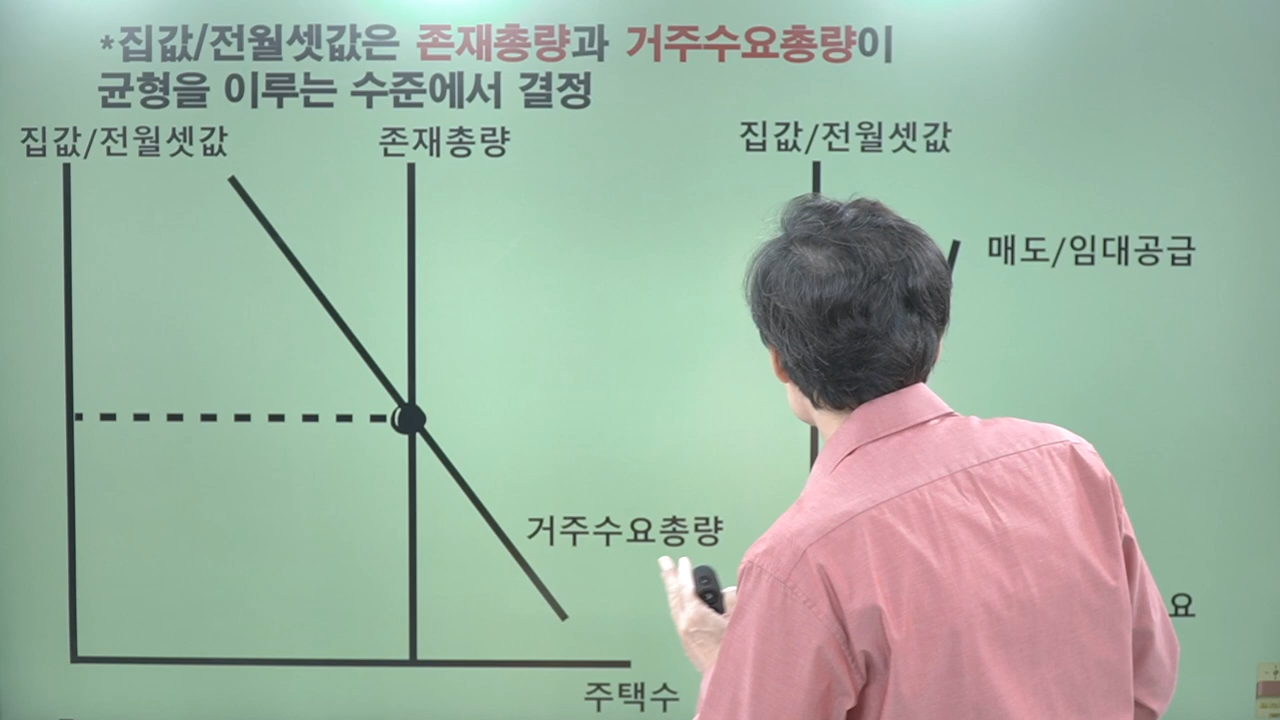 *집값/전월셋값은 존재총량과 거주수요총량이
균형을 이루는 수준에서 결정
집값/전월셋값
존재총량
집값/전월셋값
매도/임대공급
거주수요총량
요
주택수